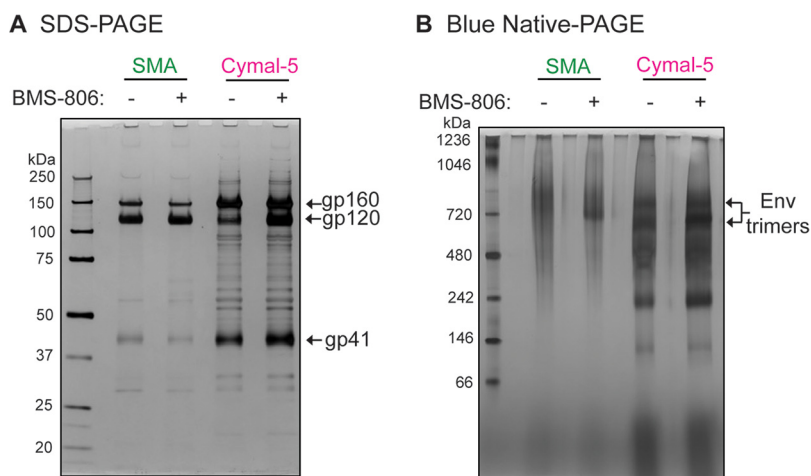 A SDS-PAGE
SMA Cymal-5
BMS-806: - + - +
kDa
250
150
100
75
50
37
25
20
gp160
gp120
gp41
B Blue Native-PAGE
SMA Cymal-5
BMS-806: - + - +
kDa
1236
1046
720
480
242
146
66
Env
trimers